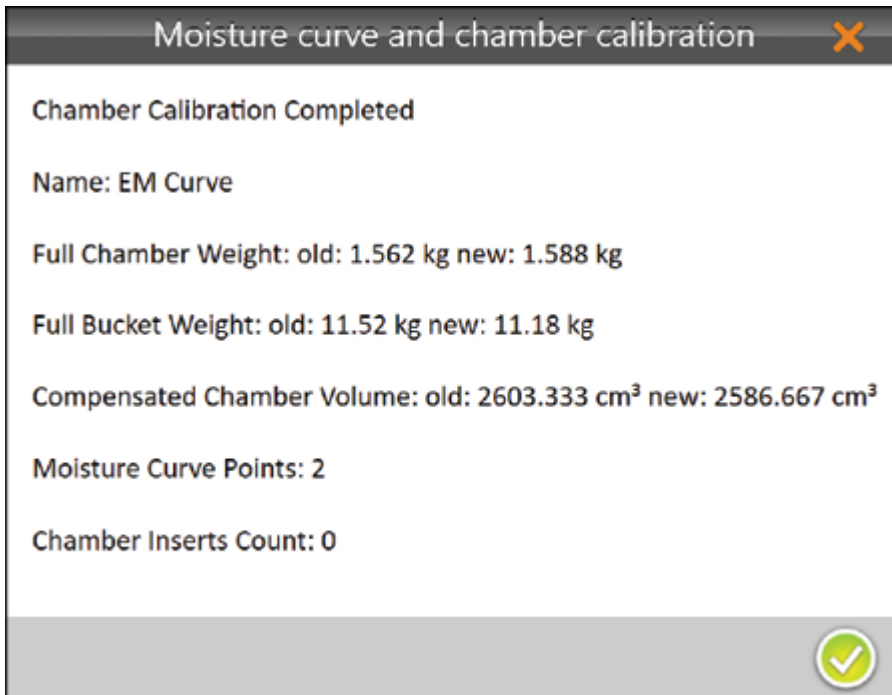 Moisture curve and chamber calibration
Chamber Calibration Completed
Name: EM Curve
Full Chamber Weight: old: 1.562 kg new: 1.588 kg
Full Bucket Weight: old: 11.52 kg new: 11.18 kg
Compensated Chamber Volume: old: 2603.333 cm³ new: 2586.667 cm³
Moisture Curve Points: 2
Chamber Inserts Count: 0